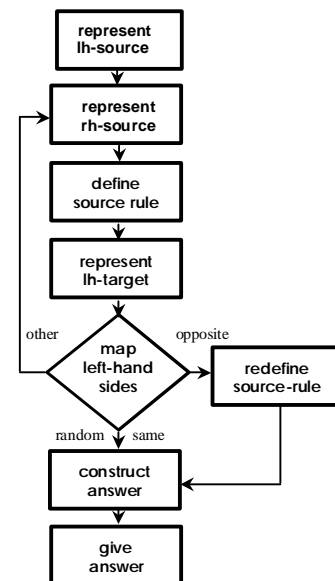 represent
lh-source
represent
rh-source
define
source rule
represent
lh-target
other
map
left-hand
sides
opposite
redefine
source-rule
random
same
construct
answer
give
answer